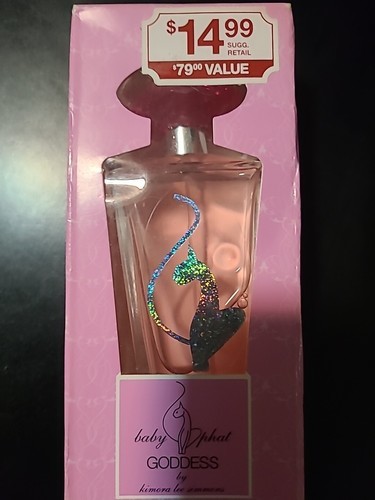 $14.99
SUGG.
RETAIL
$79.00 VALUE
baby phat
GODDESS
by
kimora lee simmons